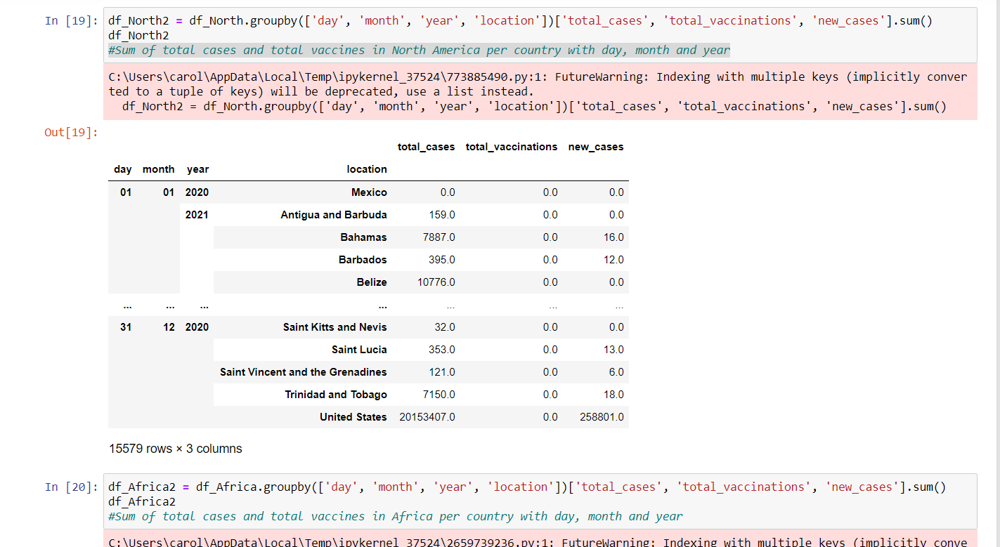 In [19]: df_North2 = df_North.groupby(['day', 'month', 'year', 'location'])['total_cases', 'total_vaccinations', 'new_cases'].sum()
df_North2
#Sum of total cases and total vaccines in North America per country with day, month and year
C:\Users\carol\AppData\Local\Temp\ipykernel_37524\773885490.py:1: FutureWarning: Indexing with multiple keys (implicitly conver
ted to a tuple of keys) will be deprecated, use a list instead.
df_North2 = df_North.groupby(['day', 'month', 'year', 'location'])['total_cases', 'total_vaccinations', 'new_cases'].sum()
Out[19]:
total_cases total_vaccinations new_cases
day month year location
01 01 2020 Mexico 0.0 0.0 0.0
2021 Antigua and Barbuda 159.0 0.0 0.0
Bahamas 7887.0 0.0 16.0
Barbados 395.0 0.0 12.0
Belize 10776.0 0.0 0.0
... ... ... ... ... ... ...
31 12 2020 Saint Kitts and Nevis 32.0 0.0 0.0
Saint Lucia 353.0 0.0 13.0
Saint Vincent and the Grenadines 121.0 0.0 6.0
Trinidad and Tobago 7150.0 0.0 18.0
United States 20153407.0 0.0 258801.0
15579 rows × 3 columns
In [20]: df_Africa2 = df_Africa.groupby(['day', 'month', 'year', 'location'])['total_cases', 'total_vaccinations', 'new_cases'].sum()
df_Africa2
#Sum of total cases and total vaccines in Africa per country with day, month and year
C:\Users\carol\AppData\Local\Temp\ipykernel_37524\2659739236.py:1: FutureWarning: Indexing with multiple keys (implicitly conve